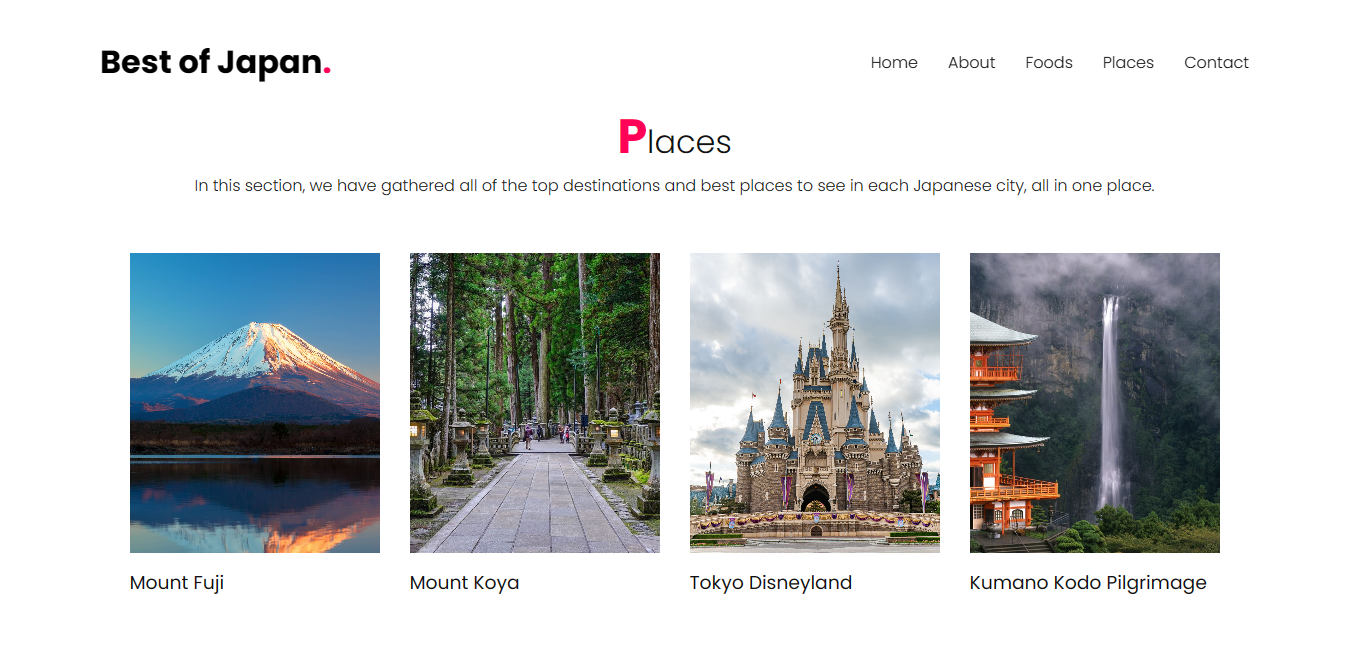 Best of Japan.
Home About Foods Places Contact
Places
In this section, we have gathered all of the top destinations and best places to see in each Japanese city, all in one place.
Mount Fuji
Mount Koya
Tokyo Disneyland
Kumano Kodo Pilgrimage